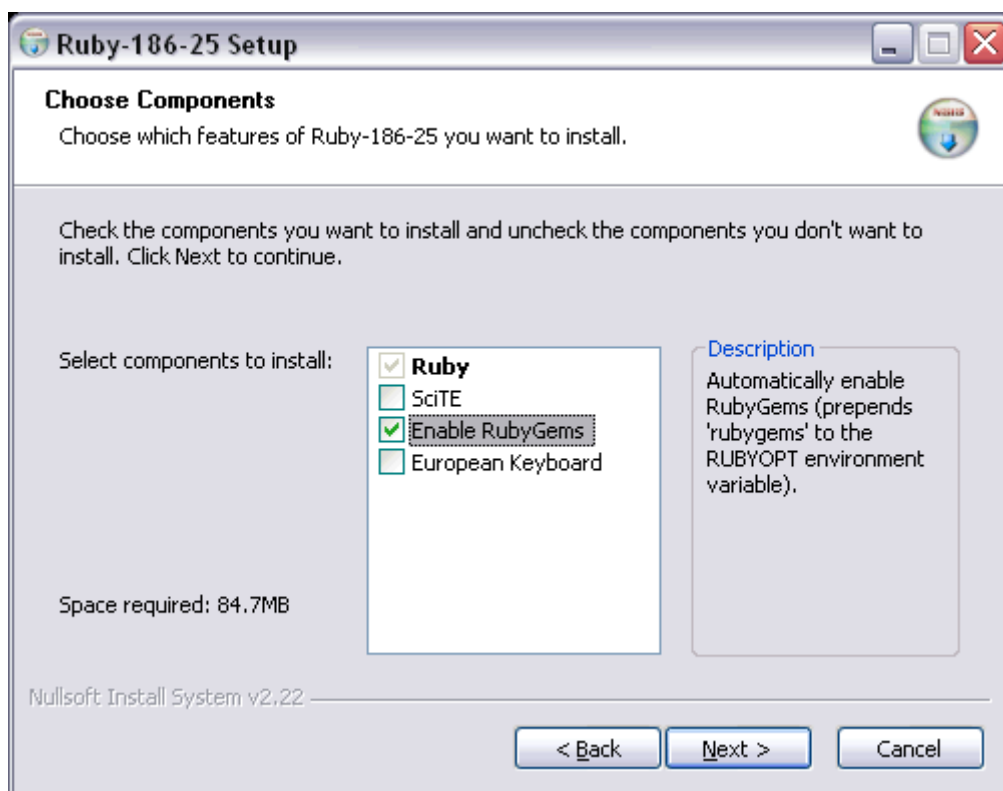 Ruby-186-25 Setup
Choose Components
Choose which features of Ruby-186-25 you want to install.
Check the components you want to install and uncheck the components you don't want to
install. Click Next to continue.
Select components to install:
Ruby
SciTE
Enable RubyGems
European Keyboard
Description
Automatically enable
RubyGems (prepends
'rubygems' to the
RUBYOPT environment
variable).
Space required: 84.7MB
Nullsoft Install System v2.22
< Back
Next >
Cancel